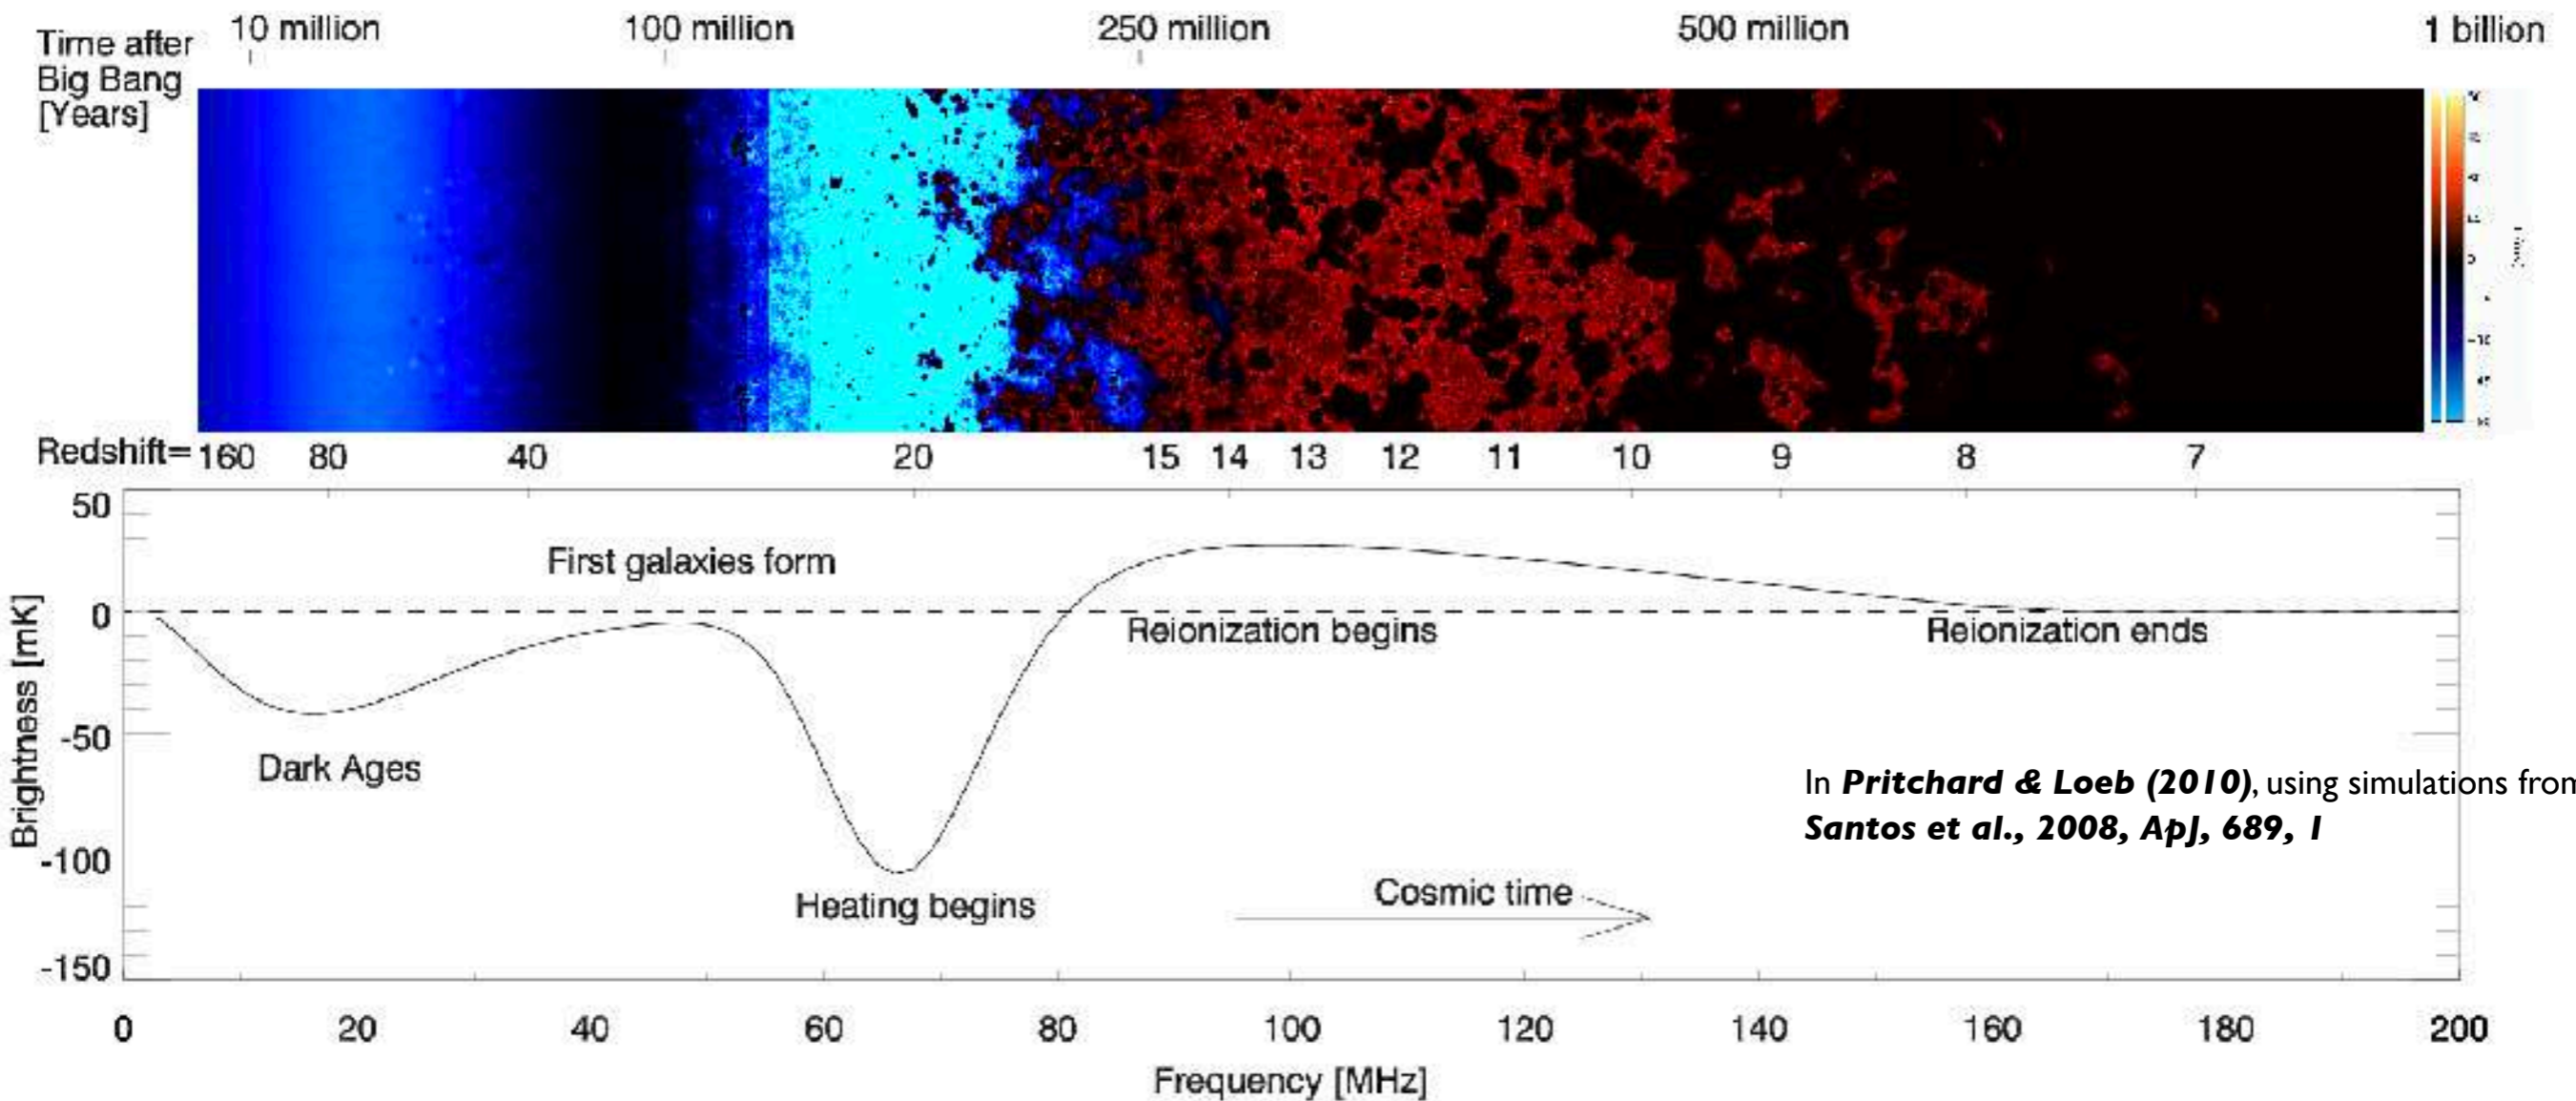 10 million 100 million 250 million 500 million 1 billion
Time after
Big Bang
[Years]
Redshift= 160 80 40 20 15 14 13 12 11 10 9 8 7
50
First galaxies form
0
Reionization begins Reionization ends
-50
Dark Ages
In Pritchard & Loeb (2010), using simulations from
Santos et al., 2008, ApJ, 689, 1
-100
Cosmic time
Heating begins
-150
Brightness [mK]
0 20 40 60 80 100 120 140 160 180 200
Frequency [MHz]